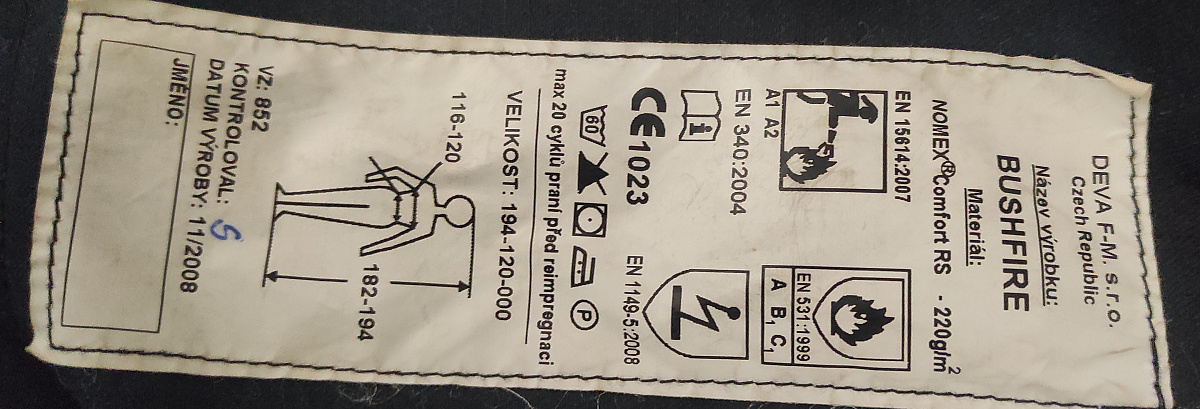 DEVA F-M. s.r.o.
Czech Republic
Název výrobku:
BUSHFIRE
Materiál:
NOMEX®Comfort RS - 220g/m²
EN 15614:2007
A1 A2
EN 531:1999
A B₁ C₁
EN 340:2004
i
CE 1023
EN 1149-5:2008
60
P
max 20 cyklů praní před reimpregnaci
VELIKOST: 194-120-000
116-120
182-194
VZ: 852
KONTROLOVAL:
DATUM VÝROBY: 11/2008
JMÉNO: